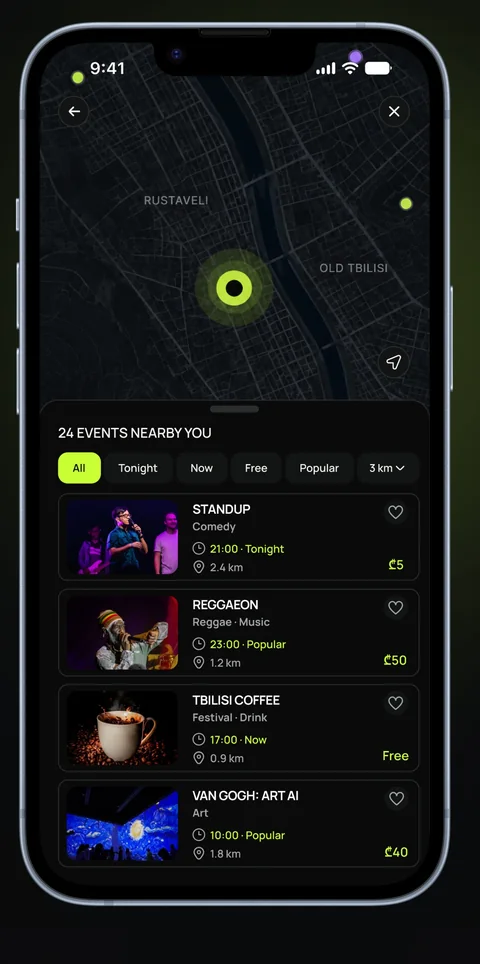 9:41
RUSTAVELI
OLD TBILISI
24 EVENTS NEARBY YOU
All
Tonight
Now
Free
Popular
3 km
STANDUP
Comedy
21:00 · Tonight
2.4 km
₾5
REGGAEON
Reggae · Music
23:00 · Popular
1.2 km
₾50
TBILISI COFFEE
Festival · Drink
17:00 · Now
0.9 km
Free
VAN GOGH: ART AI
Art
10:00 · Popular
1.8 km
₾40